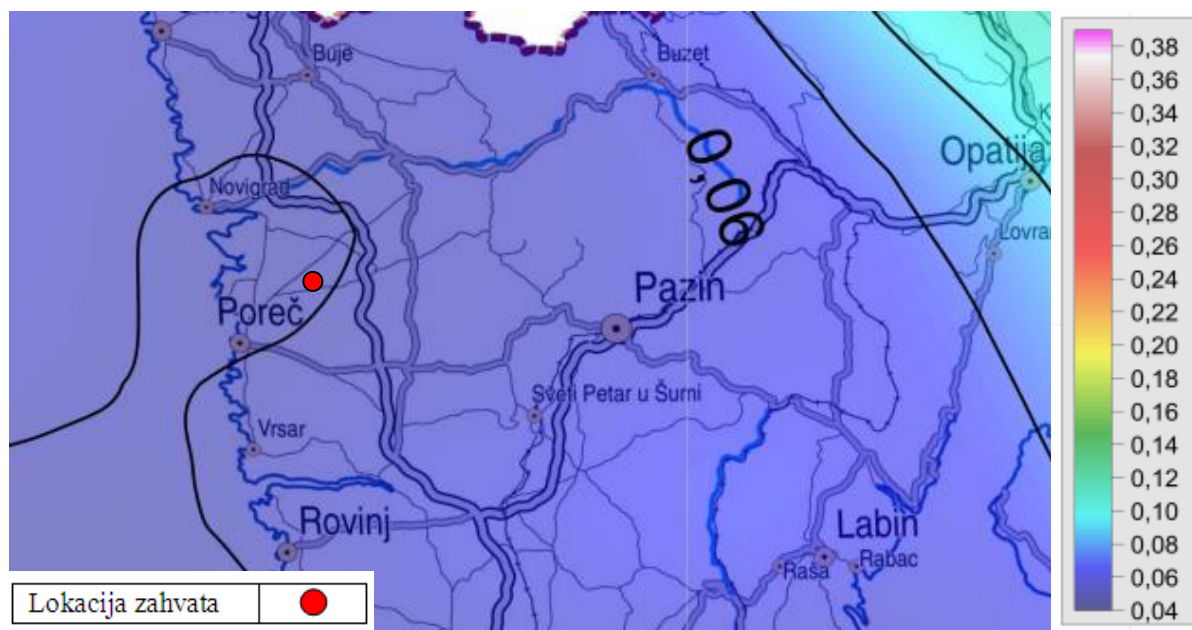 Buje
Buzet
0,06
Opatija
Novigrad
Lovran
Pazin
Poreč
Sveti Petar u Šumi
Vrsar
Rovinj
Labin
Raša
Rabac
Lokacija zahvata
0,38
0,36
0,34
0,32
0,30
0,28
0,26
0,24
0,22
0,20
0,18
0,16
0,14
0,12
0,10
0,08
0,06
0,04